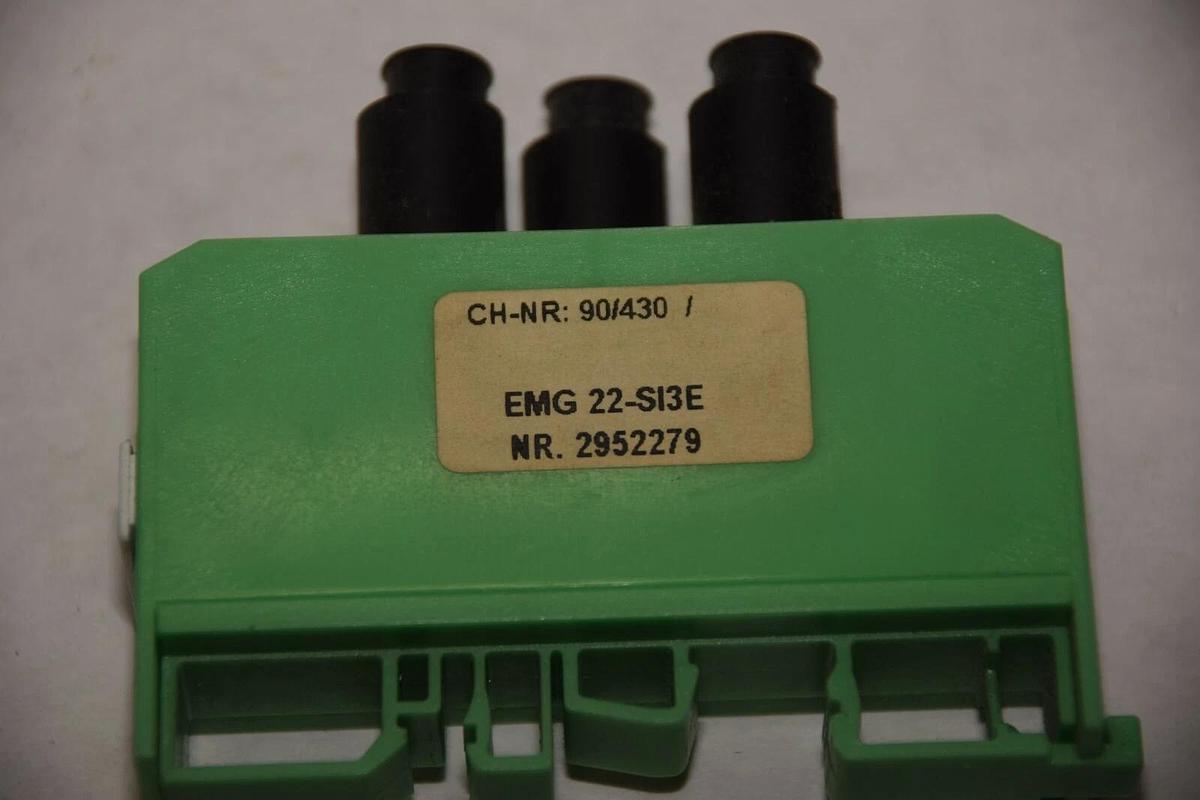 CH-NR: 90/430 /
EMG 22-SI3E
NR. 2952279